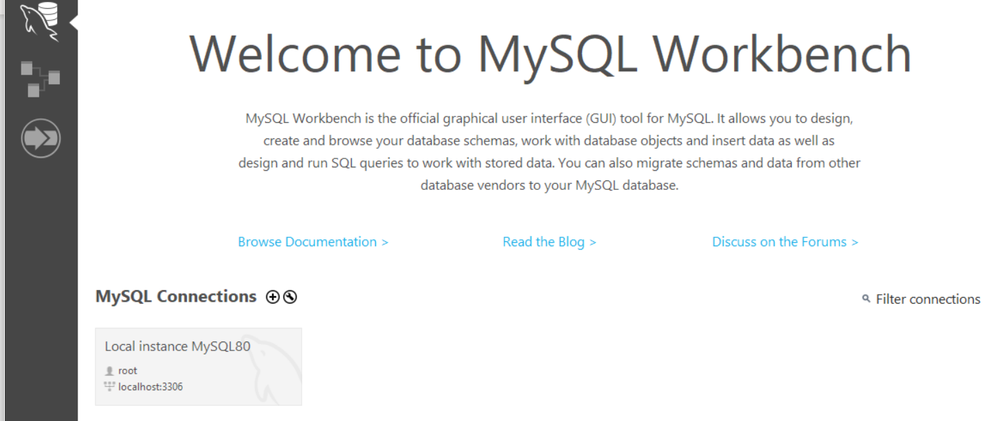 Welcome to MySQL Workbench
MySQL Workbench is the official graphical user interface (GUI) tool for MySQL. It allows you to design,
create and browse your database schemas, work with database objects and insert data as well as
design and run SQL queries to work with stored data. You can also migrate schemas and data from other
database vendors to your MySQL database.
Browse Documentation > Read the Blog > Discuss on the Forums >
MySQL Connections
Filter connections
Local instance MySQL80
root
localhost:3306